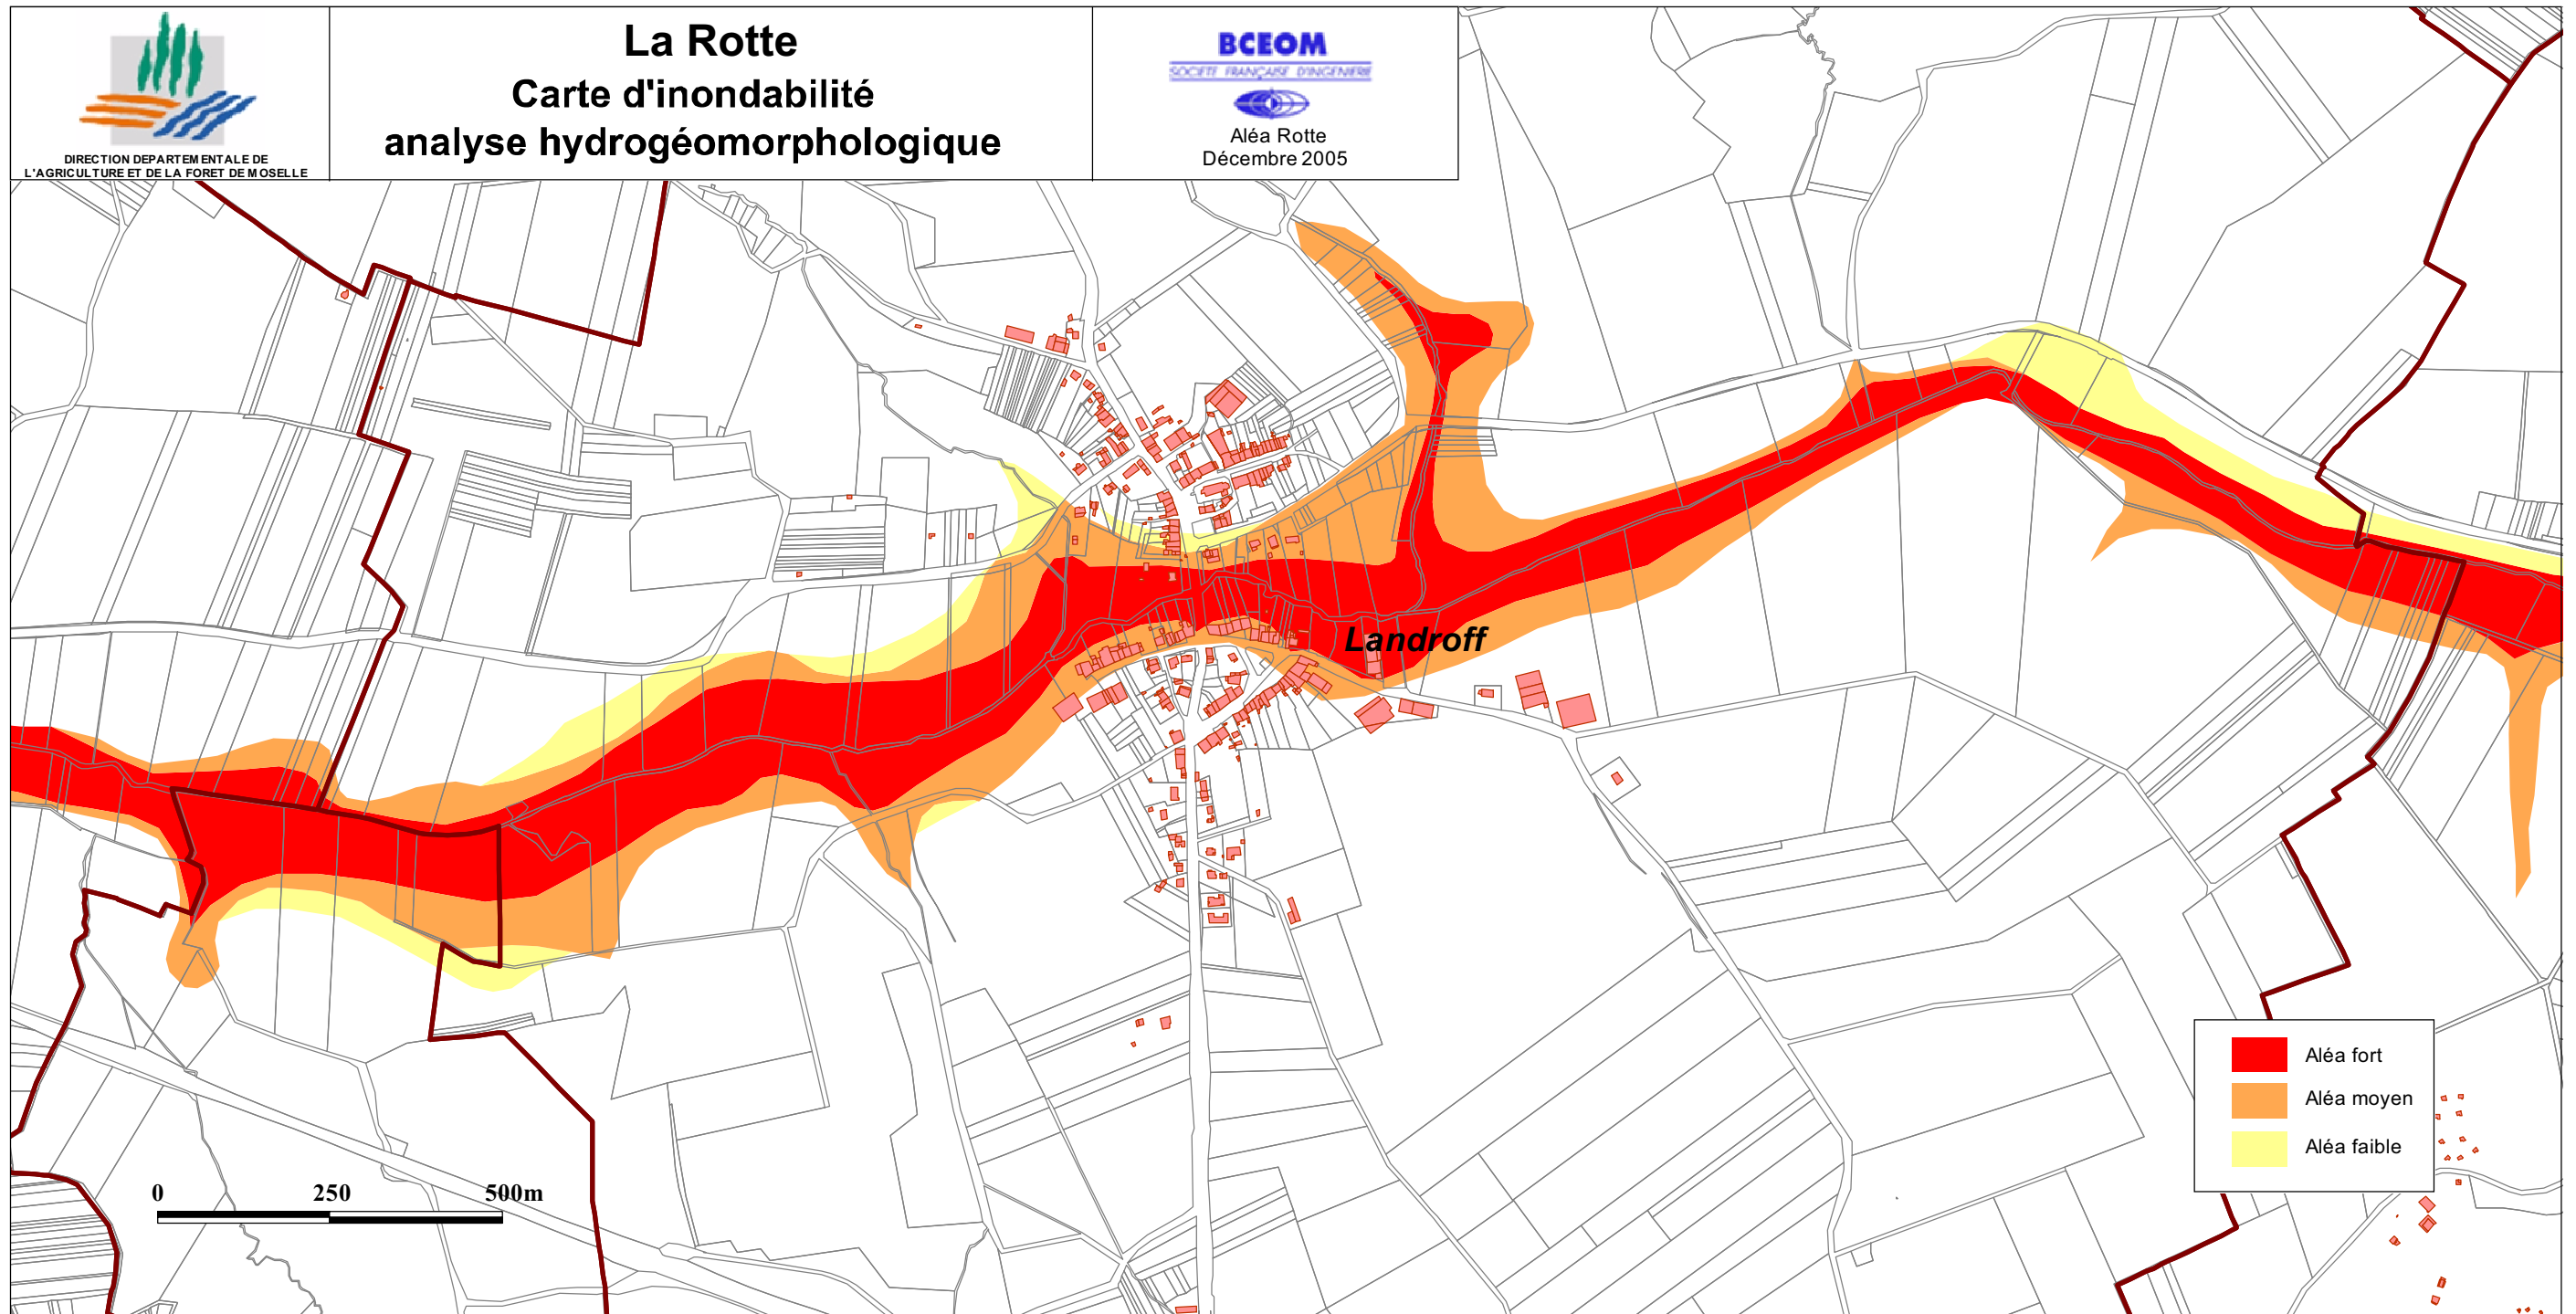 DIRECTION DEPARTEMENTALE DE
L'AGRICULTURE ET DE LA FORET DE MOSELLE
La Rotte
Carte d'inondabilité
analyse hydrogéomorphologique
BCEOM
SOCIETE FRANÇAISE D'INGENIERIE
Aléa Rotte
Décembre 2005
Landroff
Aléa fort
Aléa moyen
Aléa faible
0 250 500m